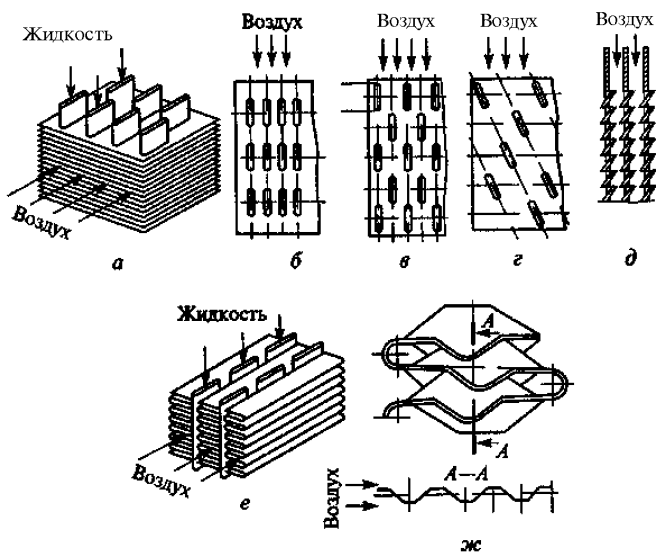 Жидкость
Воздух
а
Воздух
б
Воздух
в
Воздух
г
Воздух
д
Жидкость
Воздух
е
А
А
А—А
Воздух
ж